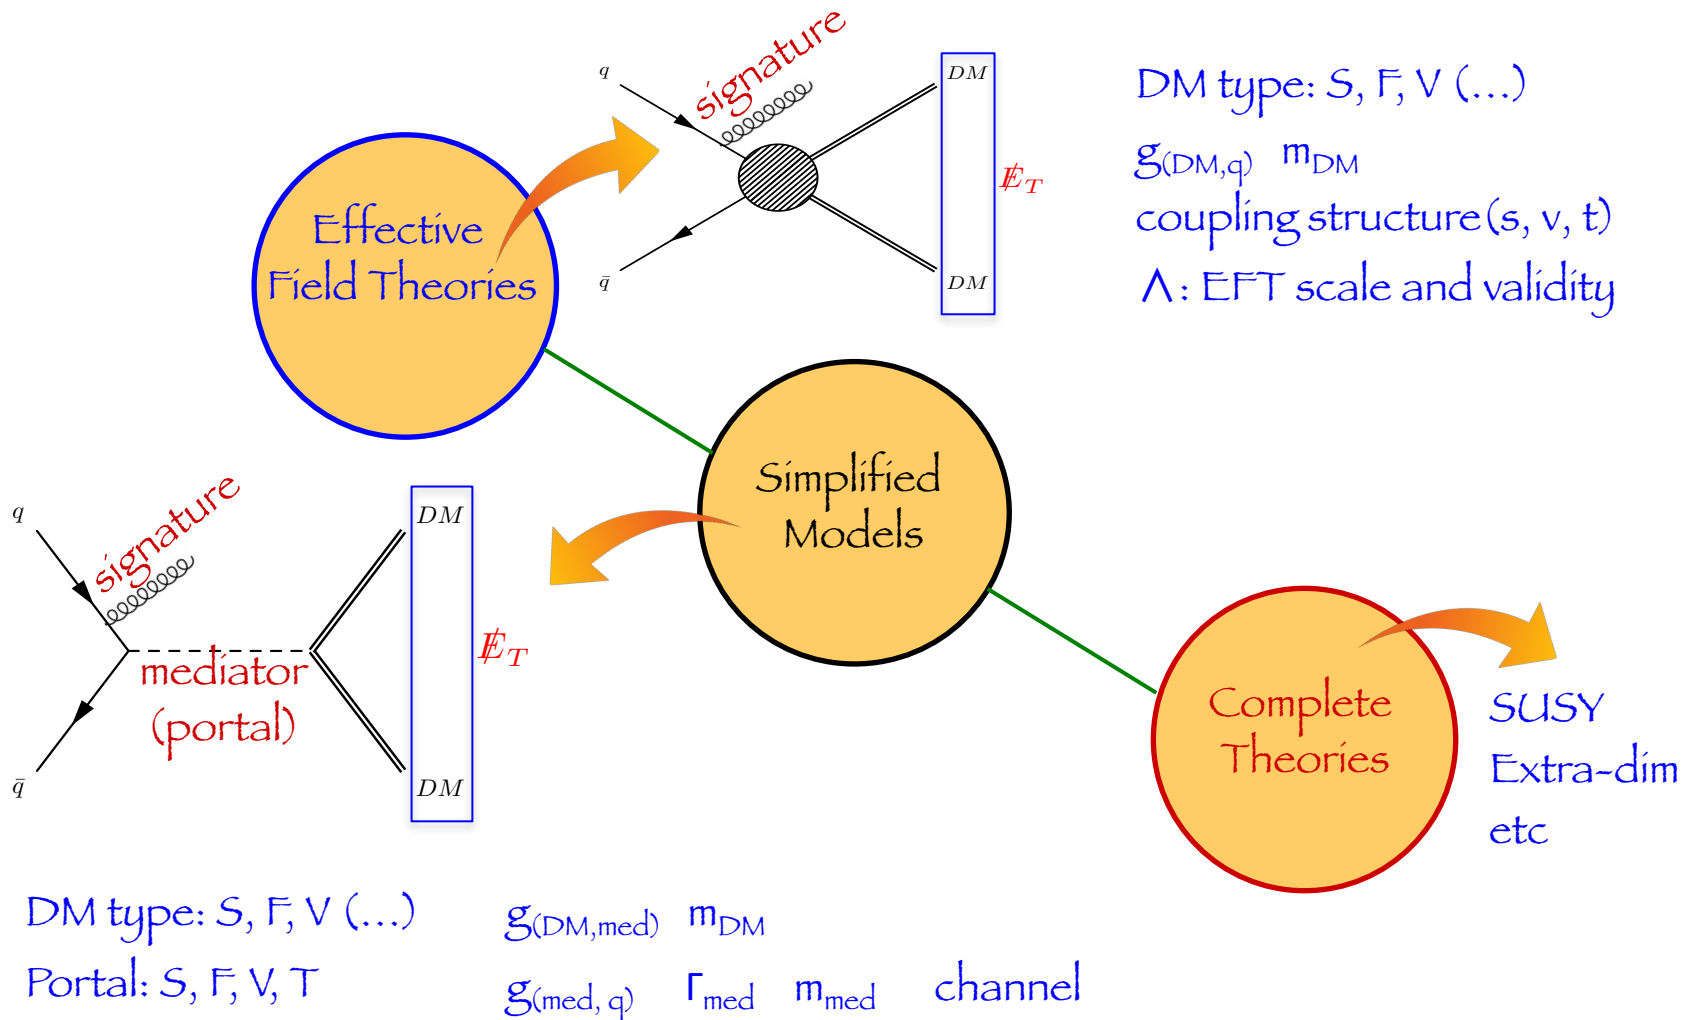 q
signature
DM
DM
q̄
E̸_T
DM type: S, F, V (...)
g(DM,q) mDM
coupling structure(s, v, t)
Λ: EFT scale and validity
Effective
Field Theories
Simplified
Models
q
signature
DM
mediator
(portal)
E̸_T
q̄
DM
Complete
Theories
SUSY
Extra-dim
etc
DM type: S, F, V (...)
Portal: S, F, V, T
g(DM,med) mDM
g(med, q) Γmed mmed channel